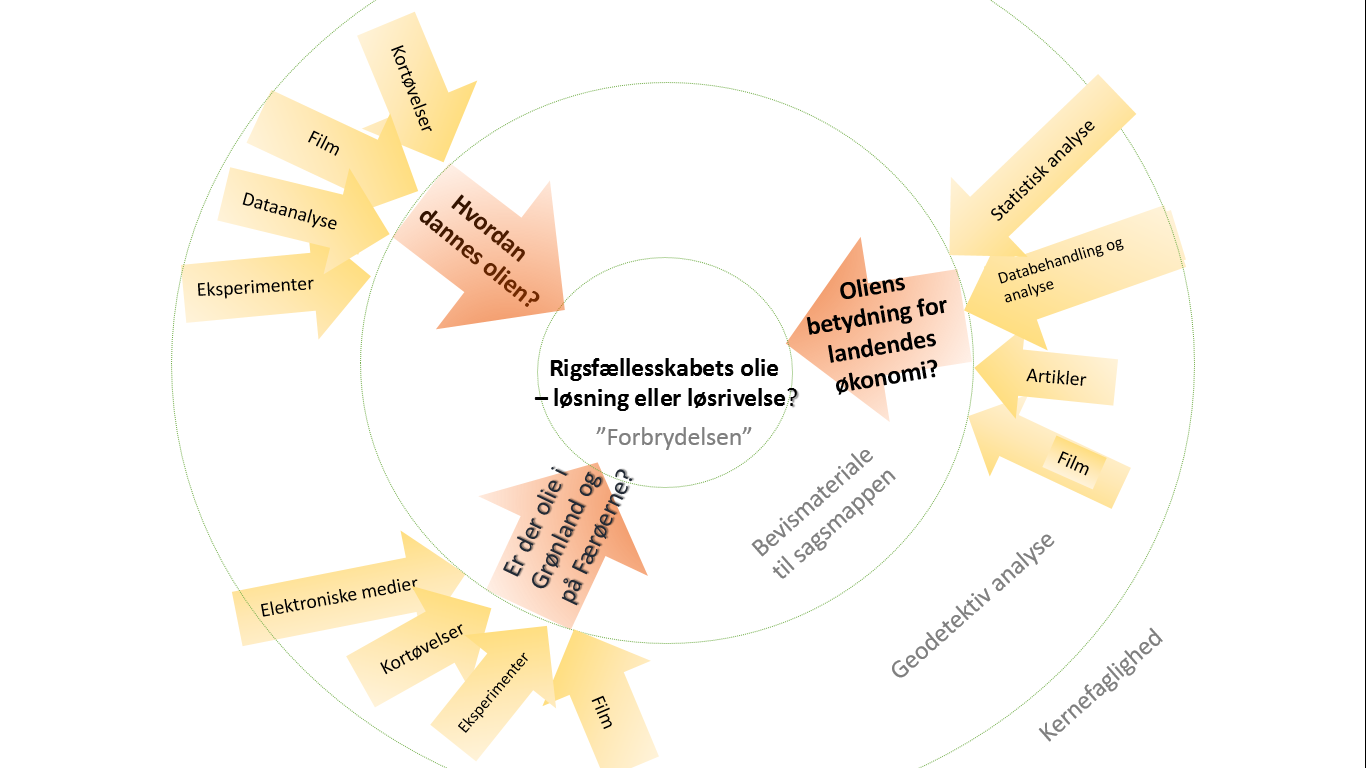 Kortøvelser
Film
Dataanalyse
Eksperimenter
Hvordan
dannes olien?
Statistisk analyse
Databehandling og
analyse
Artikler
Film
Oliens
betydning for
landendes
økonomi?
Rigsfællesskabets olie
– løsning eller løsrivelse?
”Forbrydelsen”
Er der olie i
Grønland og
på Færøerne?
Elektroniske medier
Kortøvelser
Eksperimenter
Film
Bevismateriale
til sagsmappen
Geodetektiv analyse
Kernefaglighed